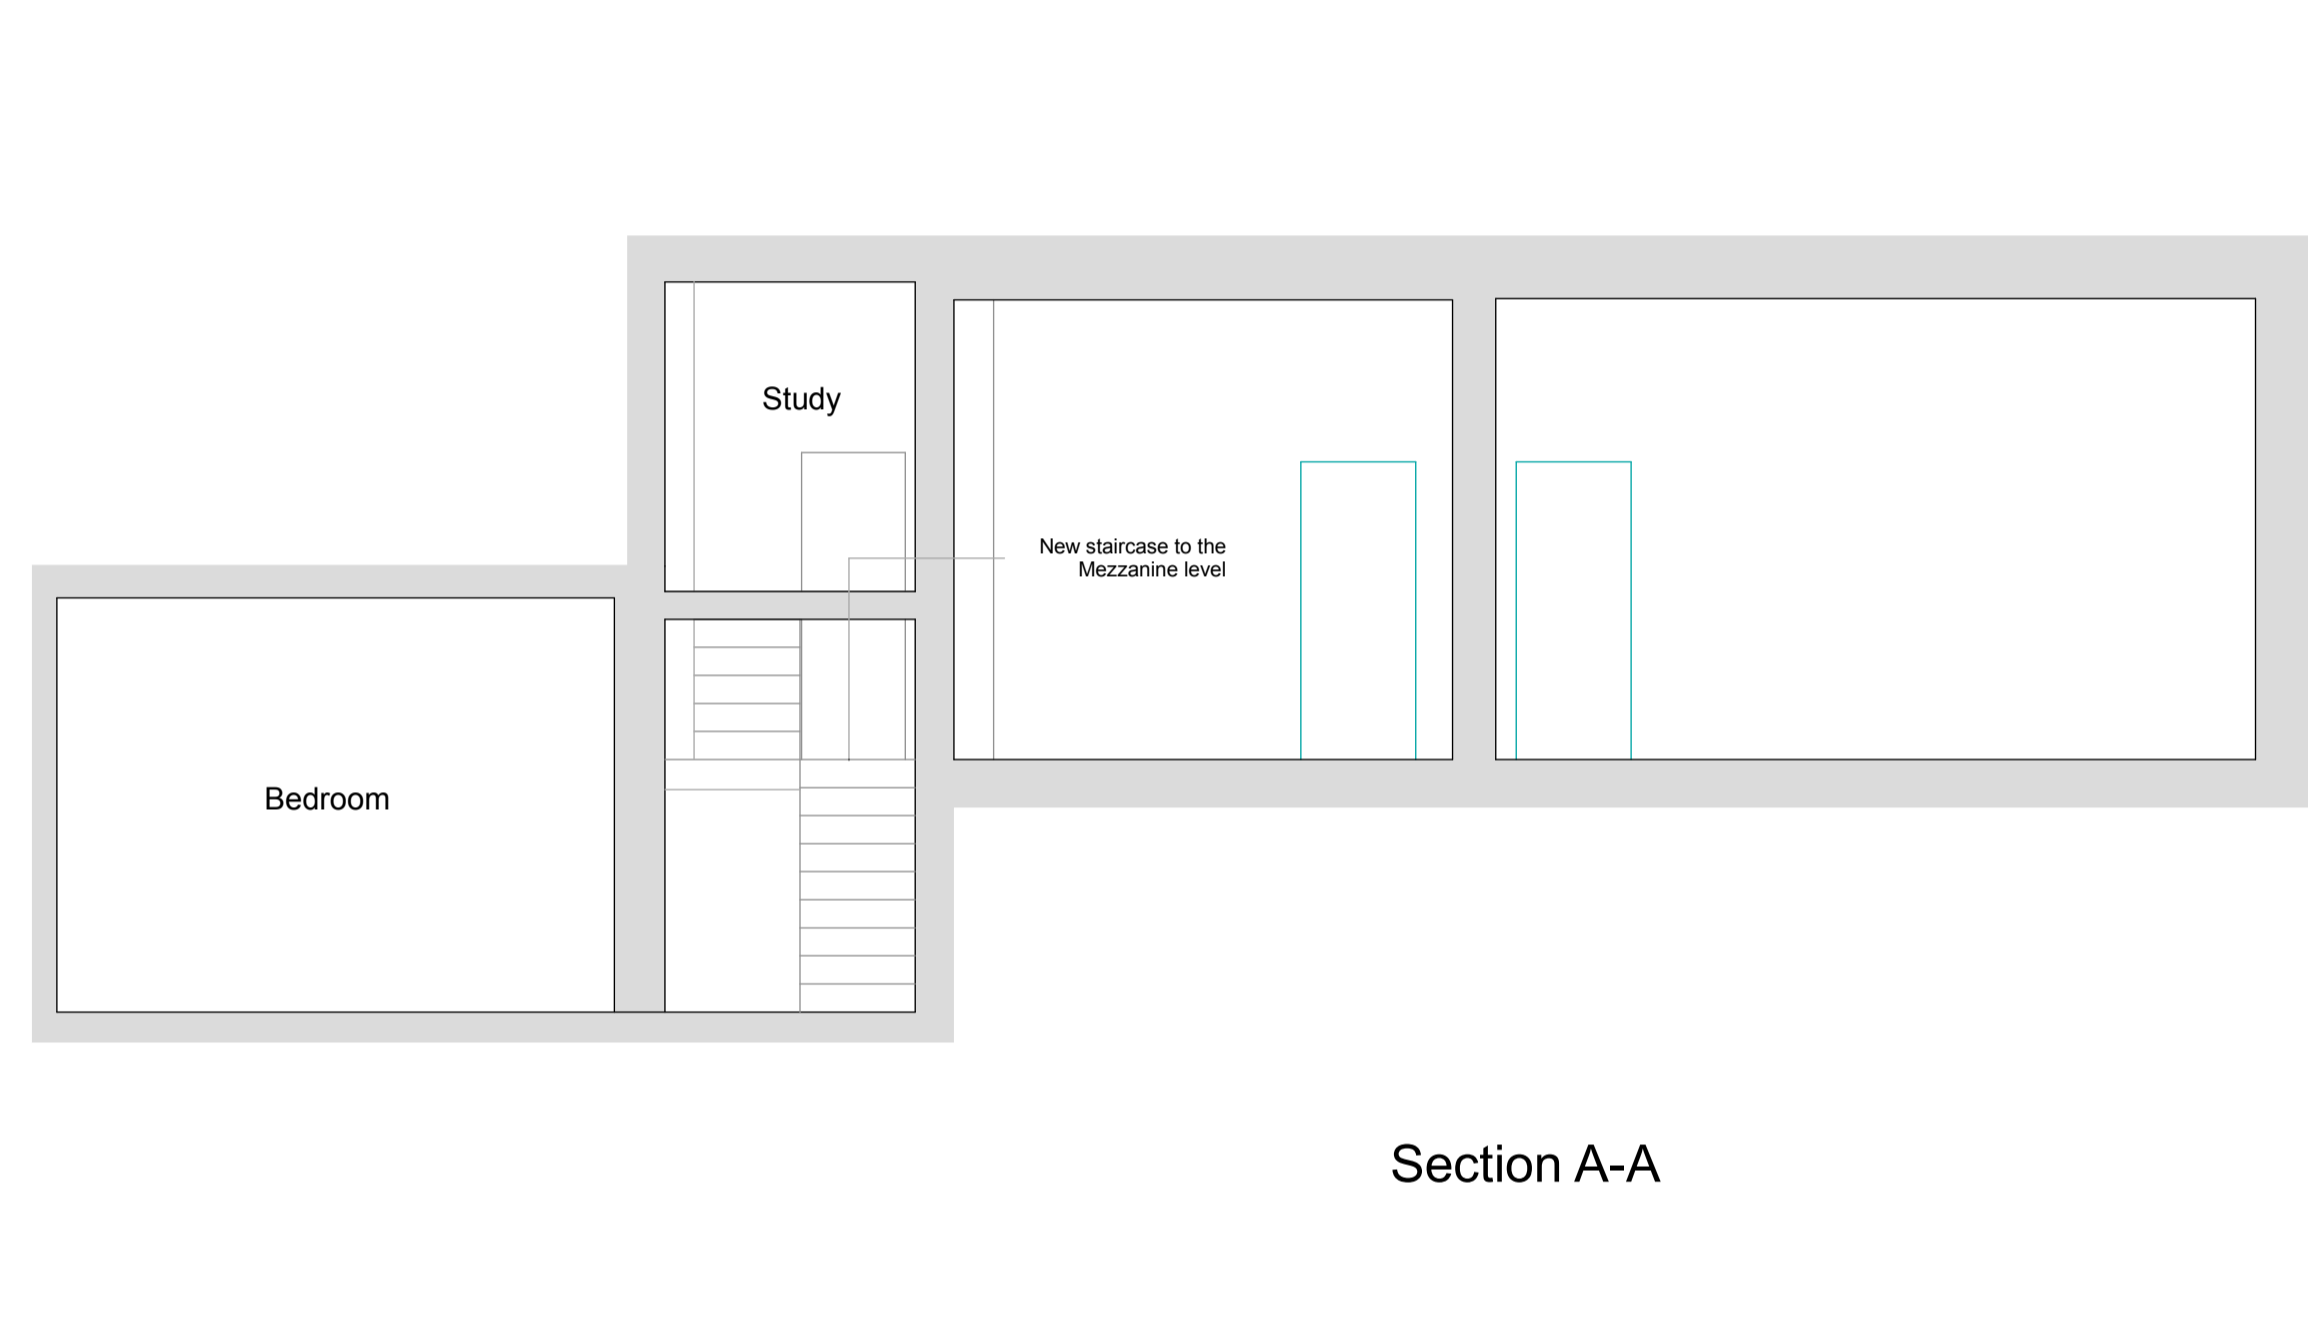 Study
New staircase to the
Mezzanine level
Bedroom
Section A-A